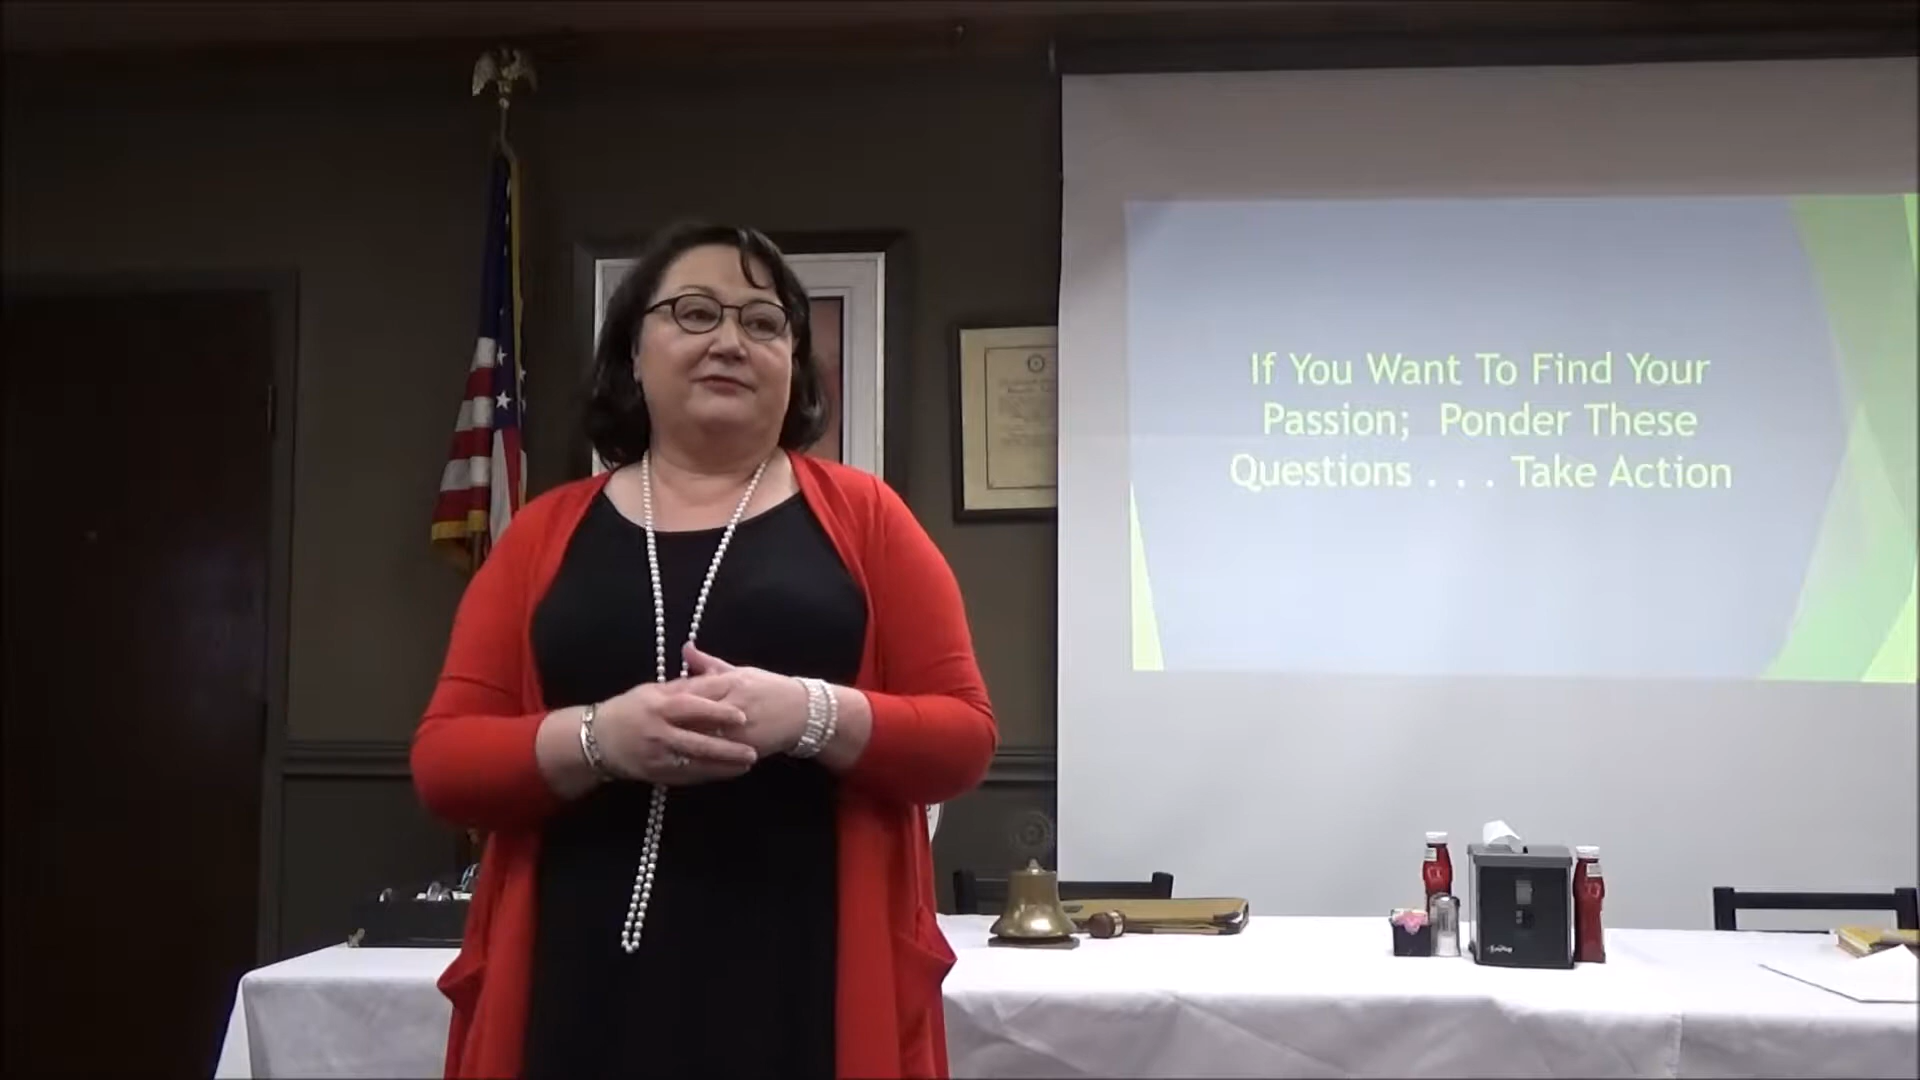 If You Want To Find Your
Passion; Ponder These
Questions . . . Take Action